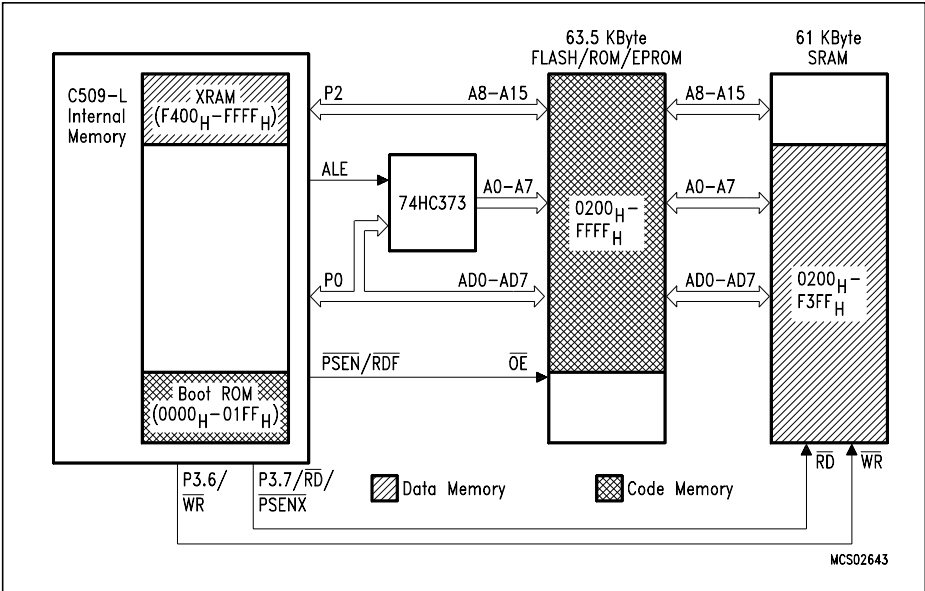 63.5 KByte
FLASH/ROM/EPROM
61 KByte
SRAM
C509-L
Internal
Memory
XRAM
(F400H-FFFFH)
P2
A8-A15
A8-A15
ALE
74HC373
A0-A7
A0-A7
0200H-
FFFFH
P0
AD0-AD7
AD0-AD7
0200H-
F3FFH
PSEN/RDF
OE
Boot ROM
(0000H-01FFH)
RD
WR
P3.6/
WR
P3.7/RD/
PSENX
Data Memory
Code Memory
MCS02643